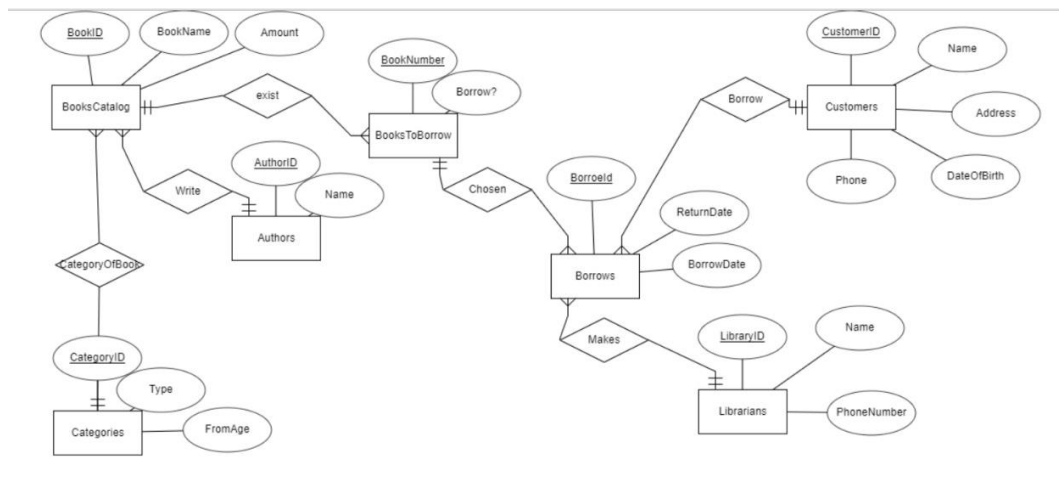 BookID
BookName
Amount
BooksCatalog
exist
BookNumber
Borrow?
BooksToBorrow
CustomerID
Name
Borrow
Customers
Address
Phone
DateOfBirth
AuthorID
Write
Name
Authors
Chosen
BorroeId
ReturnDate
BorrowDate
Borrows
CategoryOfBook
Makes
LibraryID
Name
Librarians
PhoneNumber
CategoryID
Type
FromAge
Categories